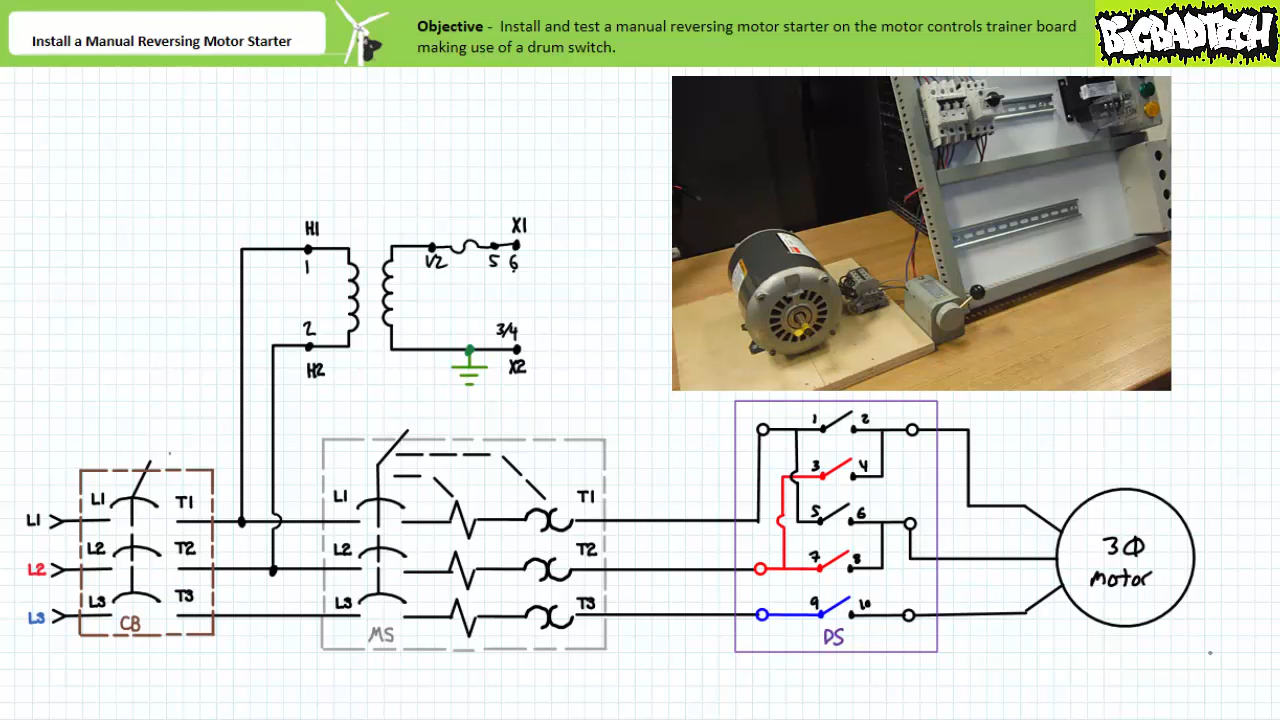 Install a Manual Reversing Motor Starter
Objective - Install and test a manual reversing motor starter on the motor controls trainer board
making use of a drum switch.
BIGBADTECH
H1
1
2
H2
X1
1/2 5 6
3/4
X2
L1 L1 T1
L2 L2 T2
L3 L3 T3
CB
L1 T1
L2 T2
L3 T3
MS
1 2
3 4
5 6
7 8
9 10
DS
3Φ
motor